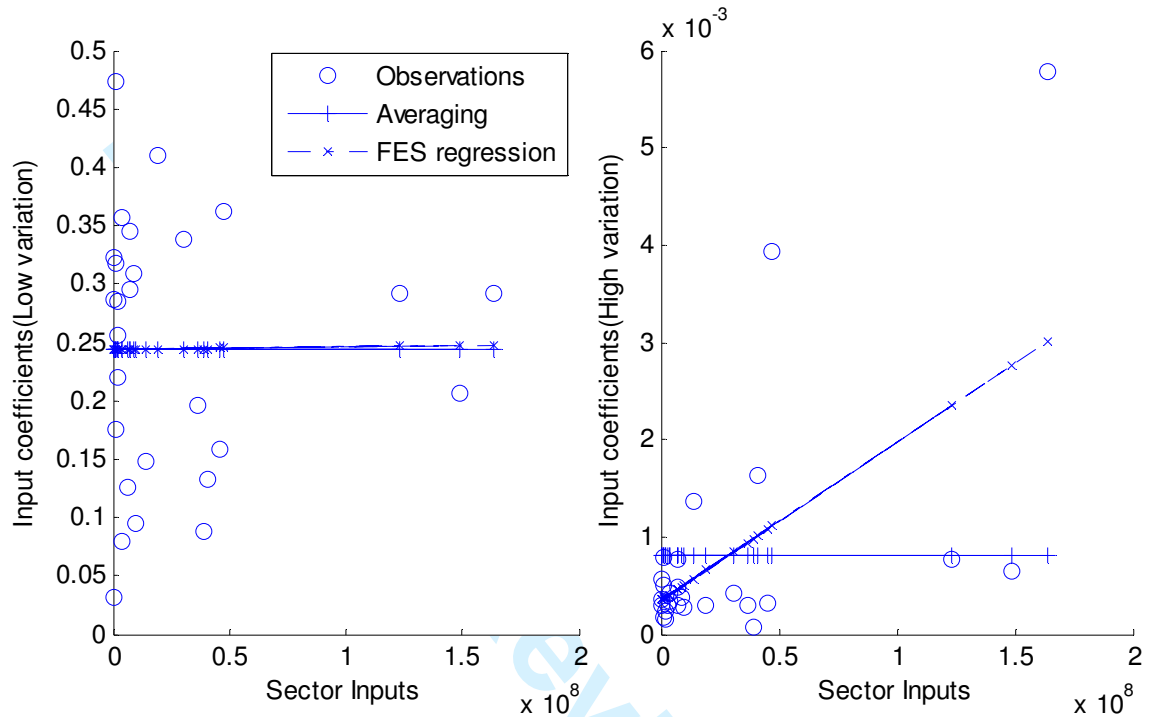 x 10^-3
0.5
0.45
0.4
0.35
0.3
0.25
0.2
0.15
0.1
0.05
0
Input coefficients(Low variation)
Observations
Averaging
FES regression
0 0.5 1 1.5 2
Sector Inputs
x 10^8
6
5
4
3
2
1
0
Input coefficients(High variation)
0 0.5 1 1.5 2
Sector Inputs
x 10^8